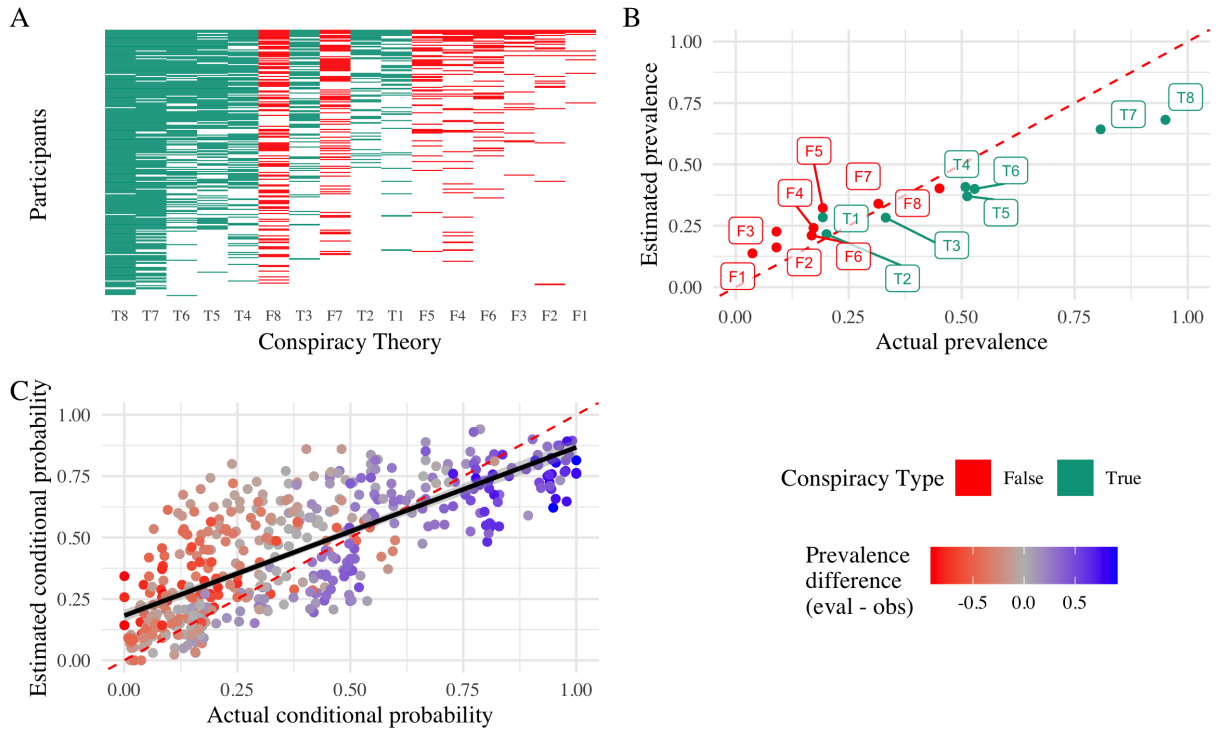 A
Participants
T8 T7 T6 T5 T4 F8 T3 F7 T2 T1 F5 F4 F6 F3 F2 F1
Conspiracy Theory
B
Estimated prevalence
1.00
0.75
0.50
0.25
0.00
T8
T7
F5
T4
T6
F7
F4
F8
T5
T1
F3
T3
F2
F6
F1
T2
0.00 0.25 0.50 0.75 1.00
Actual prevalence
C
Estimated conditional probability
1.00
0.75
0.50
0.25
0.00
0.00 0.25 0.50 0.75 1.00
Actual conditional probability
Conspiracy Type False True
Prevalence
difference
(eval - obs)
-0.5 0.0 0.5